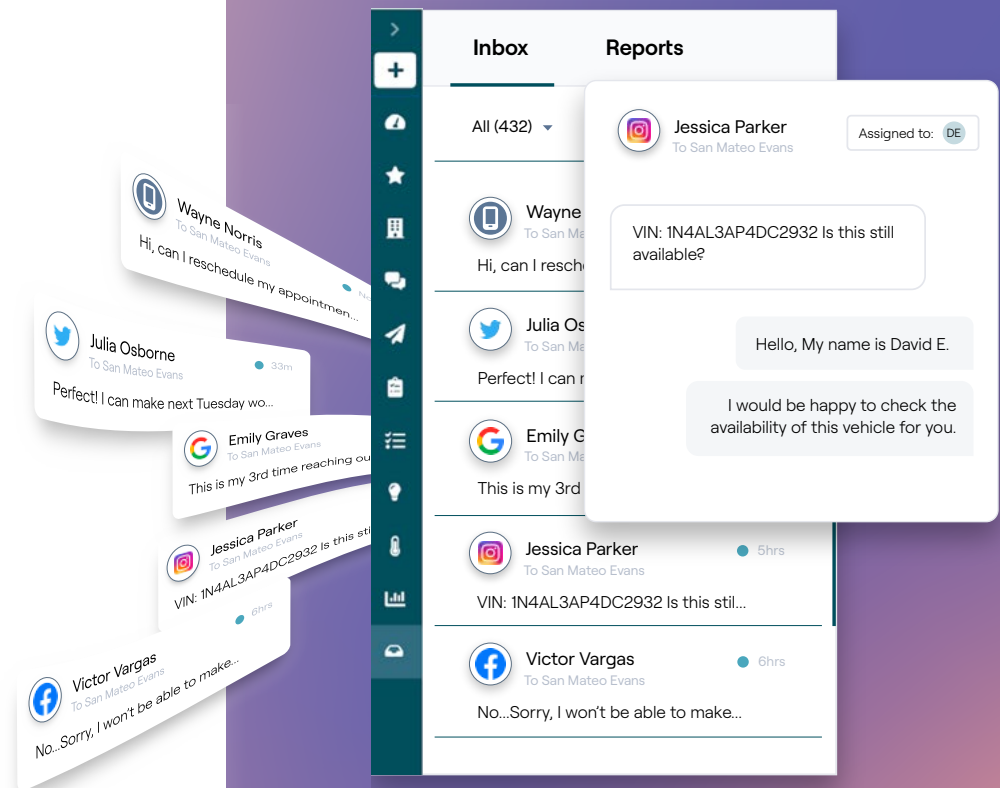 Inbox
Reports
All (432)
Wayne
To San Ma
Hi, can I resch
Julia Os
To San Ma
Perfect! I can r
Emily G
To San Ma
This is my 3rd
Jessica Parker
5hrs
To San Mateo Evans
VIN: 1N4AL3AP4DC2932 Is this stil...
Victor Vargas
6hrs
To San Mateo Evans
No...Sorry, I won't be able to make...
Jessica Parker
To San Mateo Evans
Assigned to: DE
VIN: 1N4AL3AP4DC2932 Is this still
available?
Hello, My name is David E.
I would be happy to check the
availability of this vehicle for you.
Wayne Norris
To San Mateo Evans
Hi, can I reschedule my appointmen...
Julia Osborne
33m
To San Mateo Evans
Perfect! I can make next Tuesday wo...
Emily Graves
To San Mateo Evans
This is my 3rd time reaching ou
Jessica Parker
To San Mateo Evans
VIN: 1N4AL3AP4DC2932 Is this sti
6hrs
Victor Vargas
To San Mateo Evans
No...Sorry, I won't be able to make...